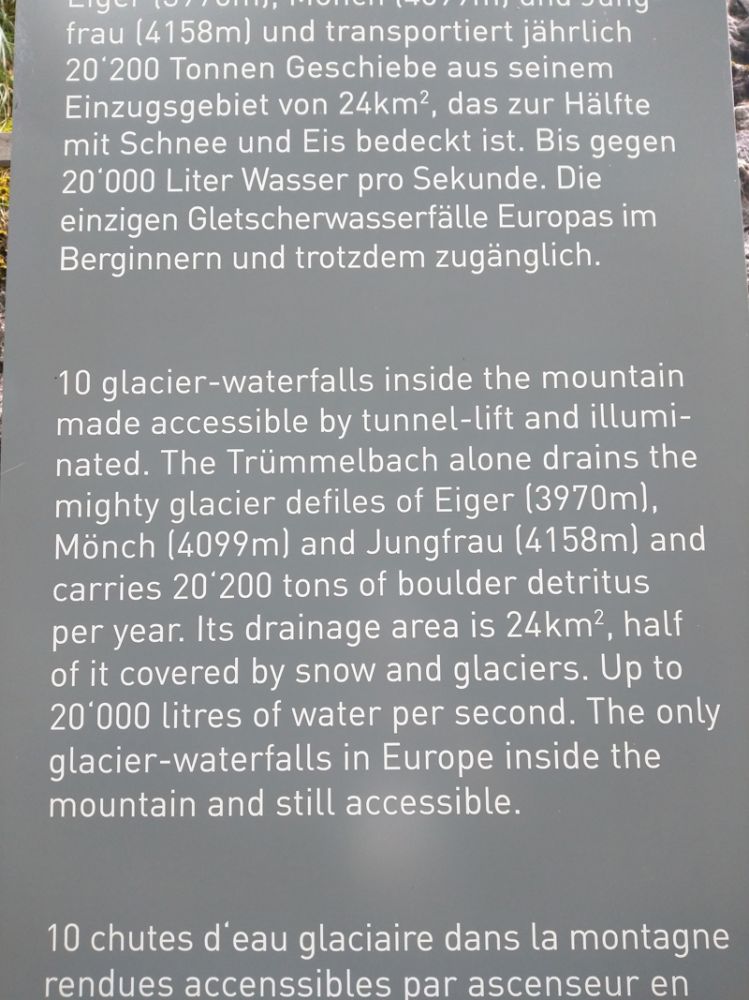 Eiger (3970m), Mönch (4099m) und Jung-
frau (4158m) und transportiert jährlich
20‘200 Tonnen Geschiebe aus seinem
Einzugsgebiet von 24km², das zur Hälfte
mit Schnee und Eis bedeckt ist. Bis gegen
20‘000 Liter Wasser pro Sekunde. Die
einzigen Gletscherwasserfälle Europas im
Berginnern und trotzdem zugänglich.
10 glacier-waterfalls inside the mountain
made accessible by tunnel-lift and illumi-
nated. The Trümmelbach alone drains the
mighty glacier defiles of Eiger (3970m),
Mönch (4099m) and Jungfrau (4158m) and
carries 20‘200 tons of boulder detritus
per year. Its drainage area is 24km², half
of it covered by snow and glaciers. Up to
20‘000 litres of water per second. The only
glacier-waterfalls in Europe inside the
mountain and still accessible.
10 chutes d‘eau glaciaire dans la montagne
rendues accenssibles par ascenseur en